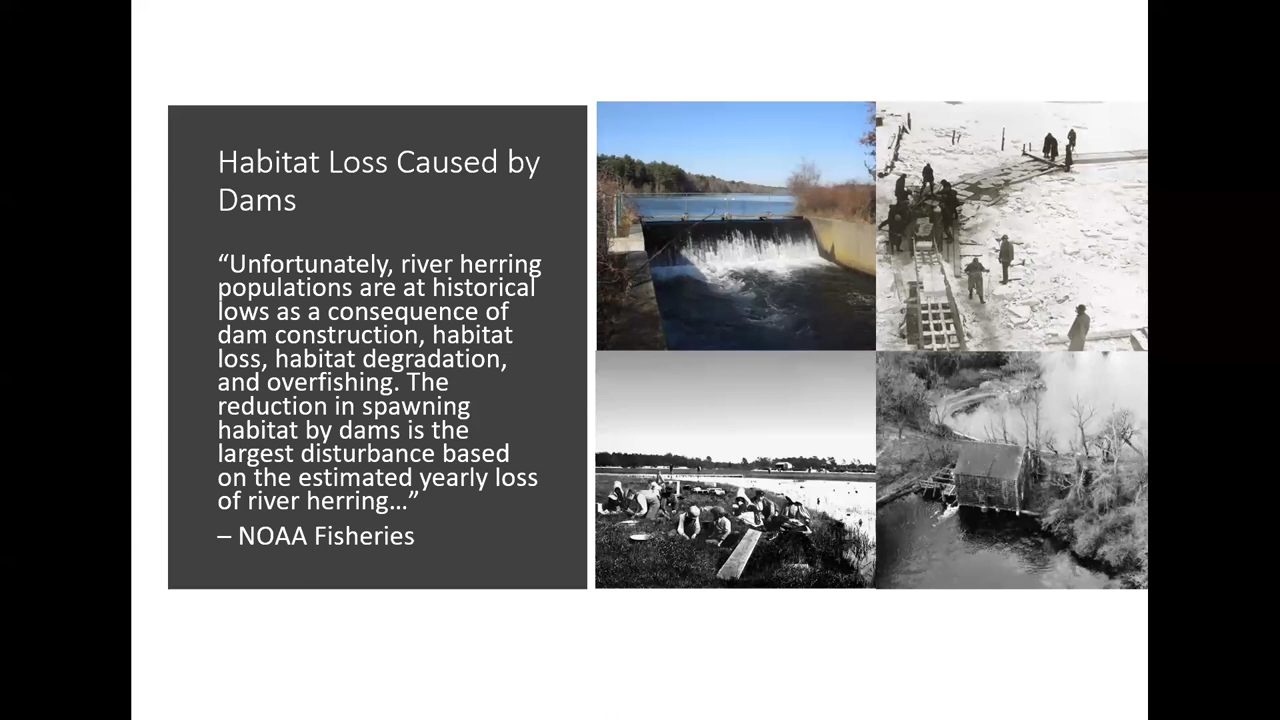 Habitat Loss Caused by
Dams
“Unfortunately, river herring
populations are at historical
lows as a consequence of
dam construction, habitat
loss, habitat degradation,
and overfishing. The
reduction in spawning
habitat by dams is the
largest disturbance based
on the estimated yearly loss
of river herring…”
– NOAA Fisheries